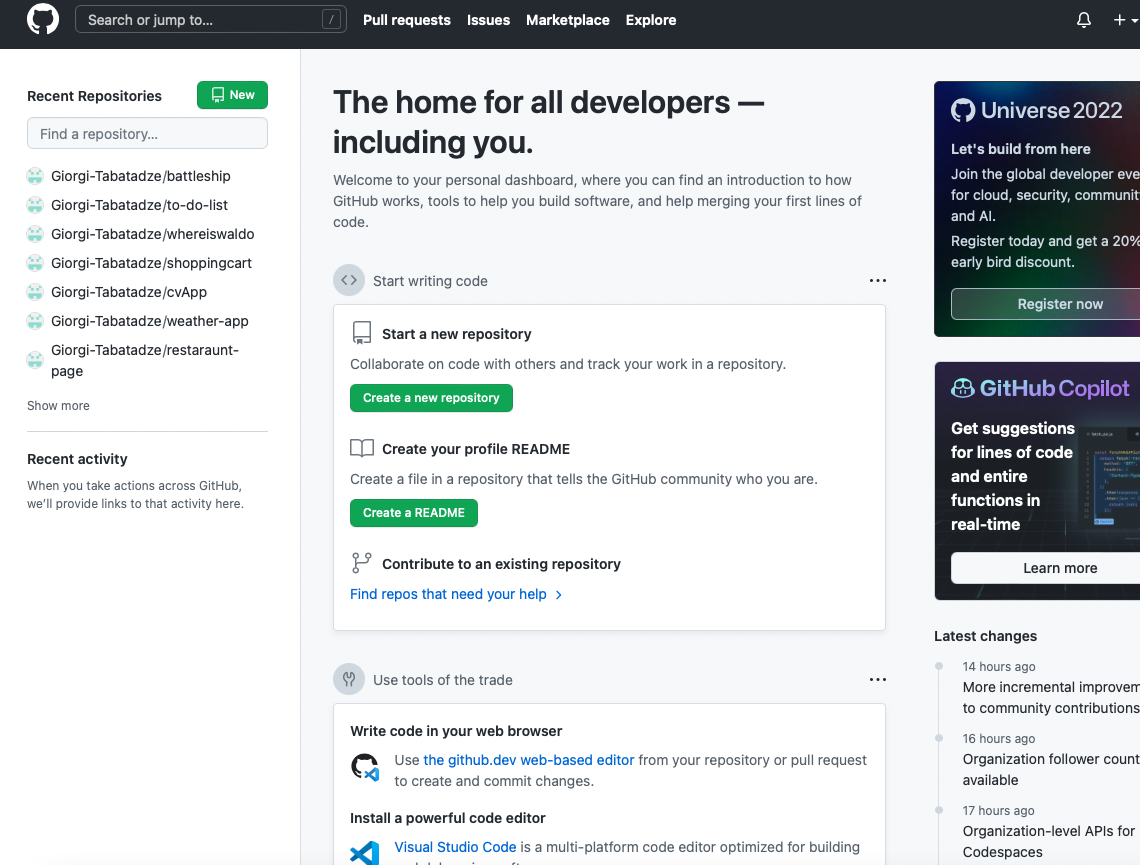 Search or jump to... /
Pull requests
Issues
Marketplace
Explore
Recent Repositories
New
Find a repository...
Giorgi-Tabatadze/battleship
Giorgi-Tabatadze/to-do-list
Giorgi-Tabatadze/whereiswaldo
Giorgi-Tabatadze/shoppingcart
Giorgi-Tabatadze/cvApp
Giorgi-Tabatadze/weather-app
Giorgi-Tabatadze/restaraunt-
page
Show more
Recent activity
When you take actions across GitHub,
we’ll provide links to that activity here.
The home for all developers —
including you.
Welcome to your personal dashboard, where you can find an introduction to how
GitHub works, tools to help you build software, and help merging your first lines of
code.
Start writing code
Start a new repository
Collaborate on code with others and track your work in a repository.
Create a new repository
Create your profile README
Create a file in a repository that tells the GitHub community who you are.
Create a README
Contribute to an existing repository
Find repos that need your help
Use tools of the trade
Write code in your web browser
Use the github.dev web-based editor from your repository or pull request
to create and commit changes.
Install a powerful code editor
Visual Studio Code is a multi-platform code editor optimized for building
Universe 2022
Let's build from here
Join the global developer eve
for cloud, security, communit
and AI.
Register today and get a 20%
early bird discount.
Register now
GitHub Copilot
Get suggestions
for lines of code
and entire
functions in
real-time
Learn more
Latest changes
14 hours ago
More incremental improvem
to community contributions
16 hours ago
Organization follower count
available
17 hours ago
Organization-level APIs for
Codespaces